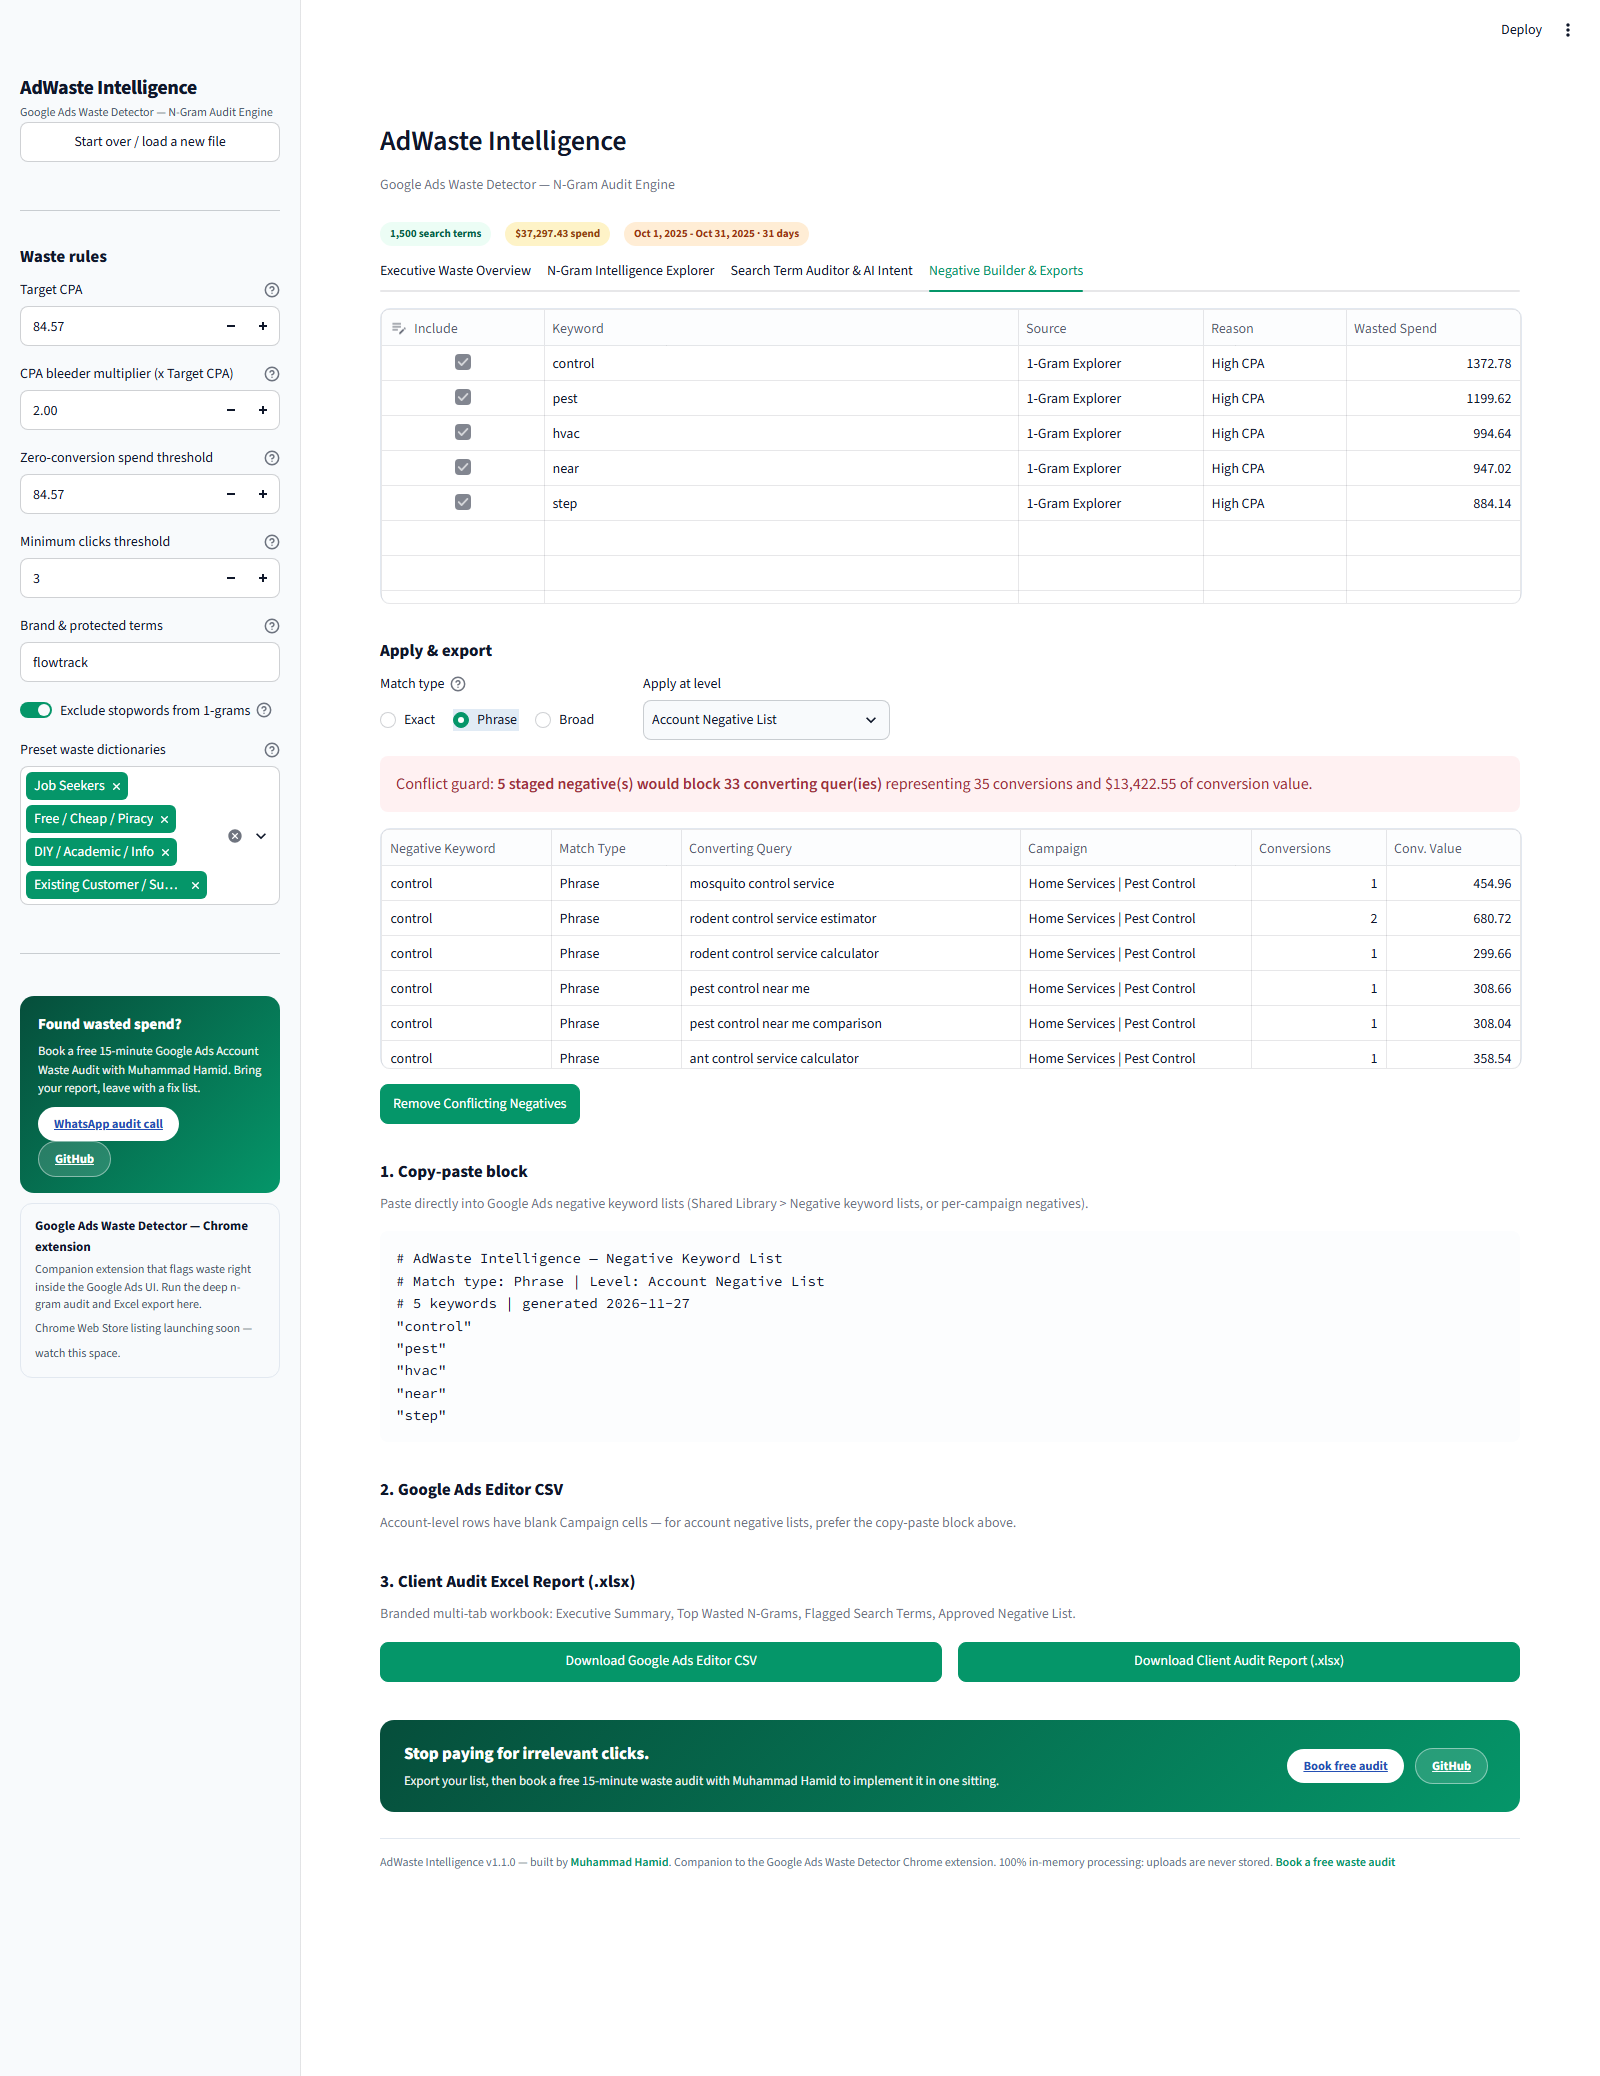 Deploy
AdWaste Intelligence
Google Ads Waste Detector — N-Gram Audit Engine
Start over / load a new file
Waste rules
Target CPA
84.57
CPA bleeder multiplier (x Target CPA)
2.00
Zero-conversion spend threshold
84.57
Minimum clicks threshold
3
Brand & protected terms
flowtrack
Exclude stopwords from 1-grams
Preset waste dictionaries
Job Seekers
Free / Cheap / Piracy
DIY / Academic / Info
Existing Customer / Su...
Found wasted spend?
Book a free 15-minute Google Ads Account
Waste Audit with Muhammad Hamid. Bring
your report, leave with a fix list.
WhatsApp audit call
GitHub
Google Ads Waste Detector — Chrome
extension
Companion extension that flags waste right
inside the Google Ads UI. Run the deep n-
gram audit and Excel export here.
Chrome Web Store listing launching soon —
watch this space.
AdWaste Intelligence
Google Ads Waste Detector — N-Gram Audit Engine
1,500 search terms $37,297.43 spend Oct 1, 2025 - Oct 31, 2025 · 31 days
Executive Waste Overview N-Gram Intelligence Explorer Search Term Auditor & AI Intent Negative Builder & Exports
Include Keyword Source Reason Wasted Spend
control 1-Gram Explorer High CPA 1372.78
pest 1-Gram Explorer High CPA 1199.62
hvac 1-Gram Explorer High CPA 994.64
near 1-Gram Explorer High CPA 947.02
step 1-Gram Explorer High CPA 884.14
Apply & export
Match type Apply at level
Exact Phrase Broad Account Negative List
Conflict guard: 5 staged negative(s) would block 33 converting quer(ies) representing 35 conversions and $13,422.55 of conversion value.
Negative Keyword Match Type Converting Query Campaign Conversions Conv. Value
control Phrase mosquito control service Home Services | Pest Control 1 454.96
control Phrase rodent control service estimator Home Services | Pest Control 2 680.72
control Phrase rodent control service calculator Home Services | Pest Control 1 299.66
control Phrase pest control near me Home Services | Pest Control 1 308.66
control Phrase pest control near me comparison Home Services | Pest Control 1 308.04
control Phrase ant control service calculator Home Services | Pest Control 1 358.54
Remove Conflicting Negatives
1. Copy-paste block
Paste directly into Google Ads negative keyword lists (Shared Library > Negative keyword lists, or per-campaign negatives).
# AdWaste Intelligence — Negative Keyword List
# Match type: Phrase | Level: Account Negative List
# 5 keywords | generated 2026-11-27
"control"
"pest"
"hvac"
"near"
"step"
2. Google Ads Editor CSV
Account-level rows have blank Campaign cells — for account negative lists, prefer the copy-paste block above.
3. Client Audit Excel Report (.xlsx)
Branded multi-tab workbook: Executive Summary, Top Wasted N-Grams, Flagged Search Terms, Approved Negative List.
Download Google Ads Editor CSV Download Client Audit Report (.xlsx)
Stop paying for irrelevant clicks.
Export your list, then book a free 15-minute waste audit with Muhammad Hamid to implement it in one sitting.
Book free audit GitHub
AdWaste Intelligence v1.1.0 — built by Muhammad Hamid. Companion to the Google Ads Waste Detector Chrome extension. 100% in-memory processing: uploads are never stored. Book a free waste audit